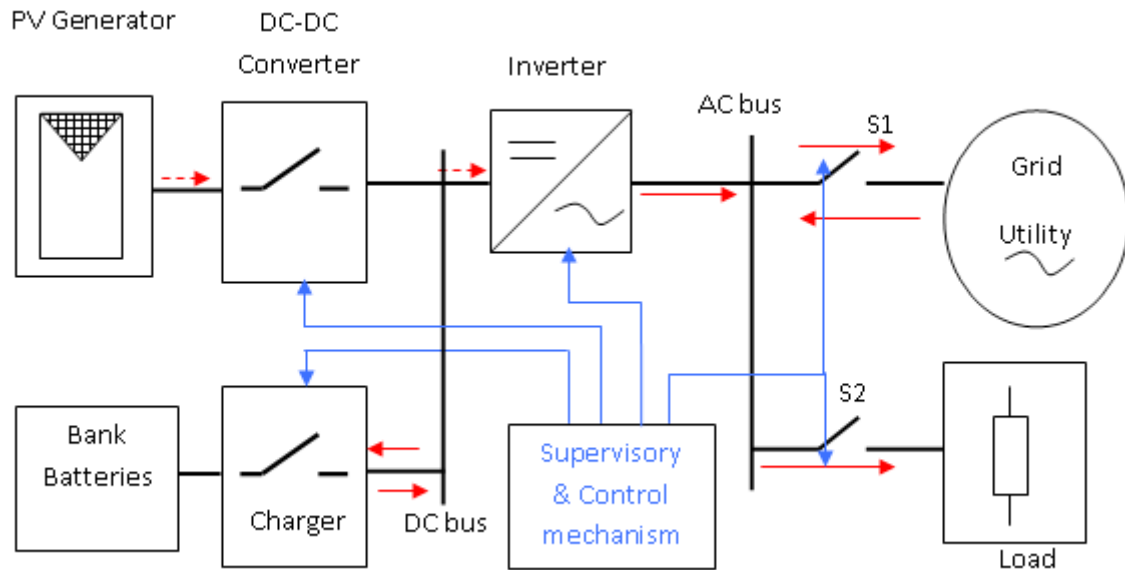 PV Generator
DC-DC
Converter
Inverter
AC bus
S1
Grid
Utility
S2
Bank
Batteries
Charger
DC bus
Supervisory
& Control
mechanism
Load